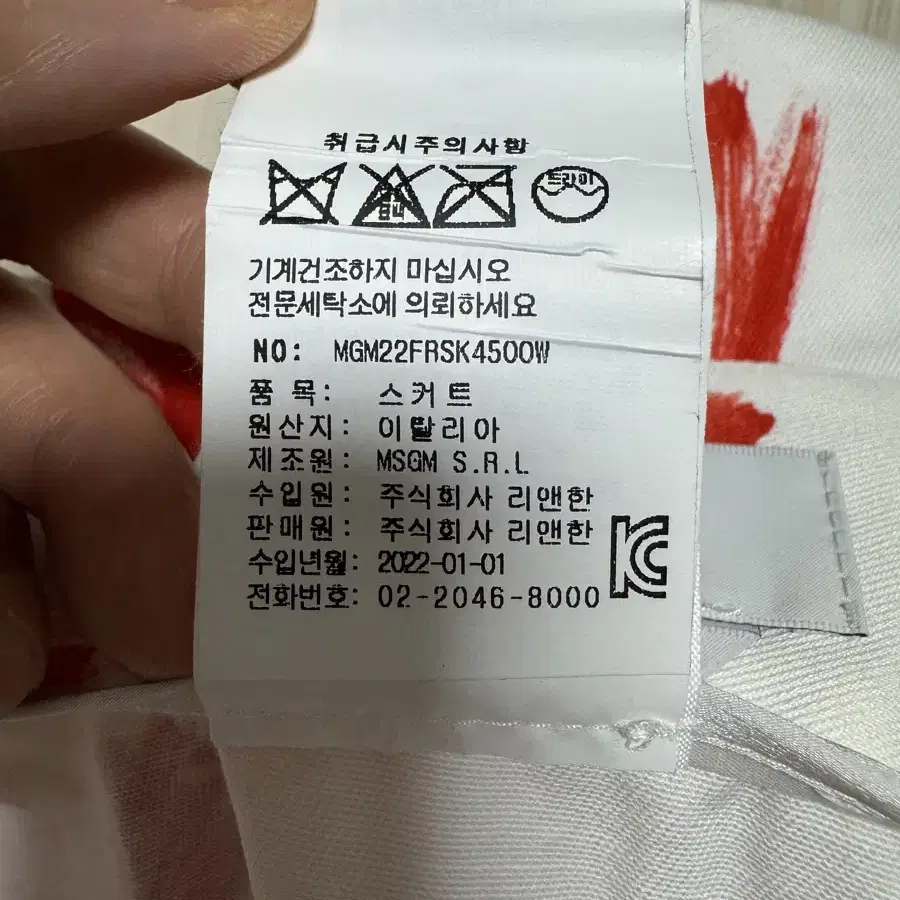 취급시주의사항
드라이
기계건조하지 마십시오
전문세탁소에 의뢰하세요
NO: MGM22FRSK4500W
품 목: 스커트
원산지: 이탈리아
제조원: MSGM S.R.L
수입원: 주식회사 리앤한
판매원: 주식회사 리앤한
수입년월: 2022-01-01
전화번호: 02-2046-8000